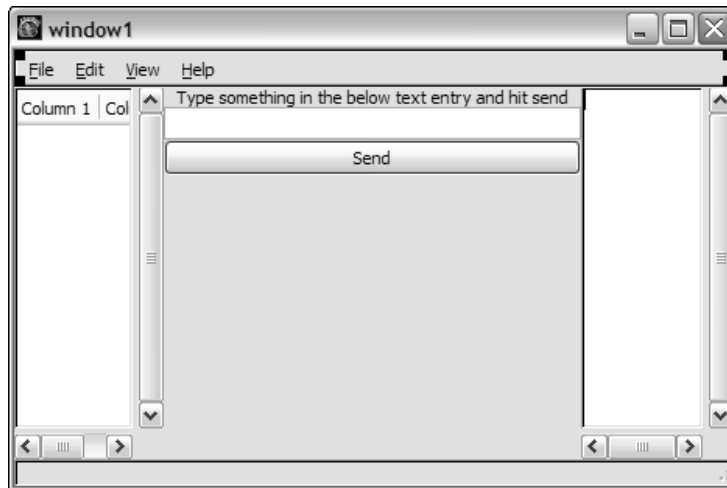 window1
File Edit View Help
Column 1 Col
Type something in the below text entry and hit send
Send